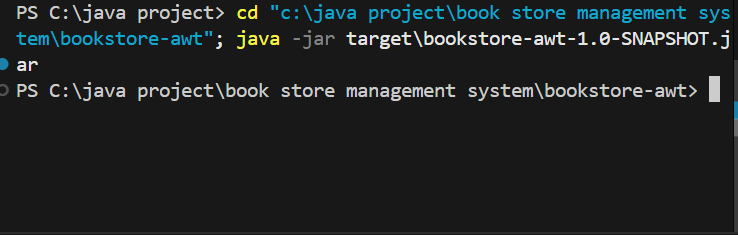 PS C:\java project> cd "c:\java project\book store management sys
tem\bookstore-awt"; java -jar target\bookstore-awt-1.0-SNAPSHOT.j
ar
PS C:\java project\book store management system\bookstore-awt>